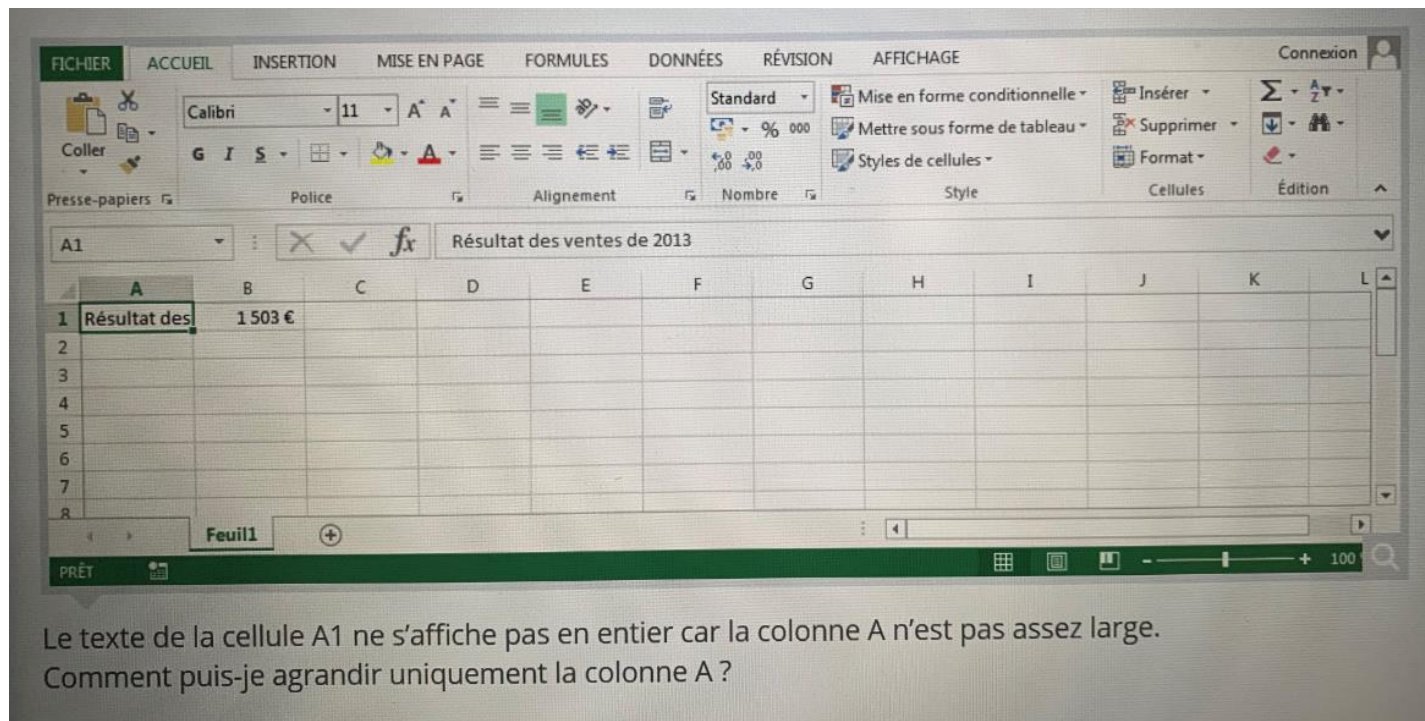 FICHIER ACCUEIL INSERTION MISE EN PAGE FORMULES DONNÉES RÉVISION AFFICHAGE Connexion
Calibri 11 A A Standard Mise en forme conditionnelle Insérer Σ
Coller % 000 Mettre sous forme de tableau Supprimer
G I S A Styles de cellules Format
Presse-papiers Police Alignement Nombre Style Cellules Édition
A1 fx Résultat des ventes de 2013
A B C D E F G H I J K L
1 Résultat des 1 503 €
2
3
4
5
6
7
8
Feuil1
PRÊT 100
Le texte de la cellule A1 ne s'affiche pas en entier car la colonne A n'est pas assez large.
Comment puis-je agrandir uniquement la colonne A ?